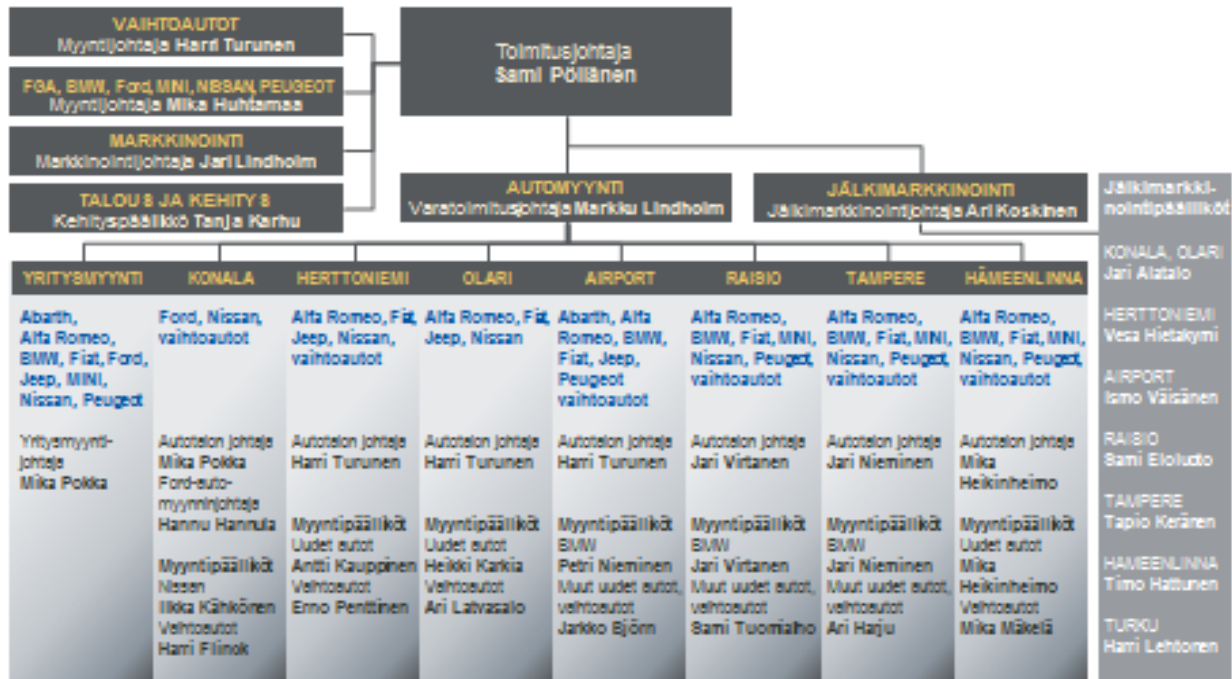 VAIHTOAUTOT
Myyntijohtaja Harri Turunen
FGA, BMW, Ford, MINI, NISSAN, PEUGEOT
Myyntijohtaja Mika Huhtamaa
MARKKINOINTI
Markkinointijohtaja Jari Lindholm
TALOUS JA KEHITYS
Kehityspäälikkö Tanja Karhu
Toimitusjohtaja
Sami Pöllänen
AUTOMYYNTI
Varatoimitusjohtaja Markku Lindholm
JÄLKIMARKKINOINTI
Jälkimarkkinointijohtaja Ari Koskinen
YRITYSMYYNTI
Abarth,
Alfa Romeo,
BMW, Fiat, Ford,
Jeep, MINI,
Nissan, Peugeot
Yritysmyynti-
johtaja
Mika Pokka
KONALA
Ford, Nissan,
vaihtoautot
Autotalon johtaja
Mika Pokka
Ford-auto-
myynninjohtaja
Hannu Hannula
Myyntipäälliköt
Nissan
Ilkka Kähkönen
Vaihtoautot
Harri Flinck
HERTTONIEMI
Alfa Romeo, Fiat,
Jeep, Nissan,
vaihtoautot
Autotalon johtaja
Harri Turunen
Myyntipäälliköt
Uudet autot
Antti Kauppinen
Vaihtoautot
Erno Penttinen
OLARI
Alfa Romeo, Fiat,
Jeep, Nissan
Autotalon johtaja
Harri Turunen
Myyntipäälliköt
Uudet autot
Heikki Karkia
Vaihtoautot
Ari Latvasalo
AIRPORT
Abarth, Alfa
Romeo, BMW,
Fiat, Jeep,
Peugeot
vaihtoautot
Autotalon johtaja
Harri Turunen
Myyntipäälliköt
BMW
Petri Nieminen
Muut uudet autot,
vaihtoautot
Jarkko Björn
RAISIO
Alfa Romeo,
BMW, Fiat, MINI,
Nissan, Peugeot,
vaihtoautot
Autotalon johtaja
Jari Virtanen
Myyntipäälliköt
BMW
Jari Virtanen
Muut uudet autot,
vaihtoautot
Sami Tuomiaho
TAMPERE
Alfa Romeo,
BMW, Fiat, MINI,
Nissan, Peugeot,
vaihtoautot
Autotalon johtaja
Jari Nieminen
Myyntipäälliköt
BMW
Jari Nieminen
Muut uudet autot,
vaihtoautot
Ari Harju
HÄMEENLINNA
Alfa Romeo,
BMW, Fiat, MINI,
Nissan, Peugeot,
vaihtoautot
Autotalon johtaja
Mika
Heikinheimo
Myyntipäälliköt
Uudet autot
Mika
Heikinheimo
Vaihtoautot
Mika Mäkelä
Jälkimarkki-
nointipäälliköt
KONALA, OLARI
Jari Alatalo
HERTTONIEMI
Vesa Hietakymi
AIRPORT
Ismo Väisänen
RAISIO
Sami Eloluoto
TAMPERE
Tapio Keränen
HÄMEENLINNA
Timo Hattunen
TURKU
Harri Lehtonen